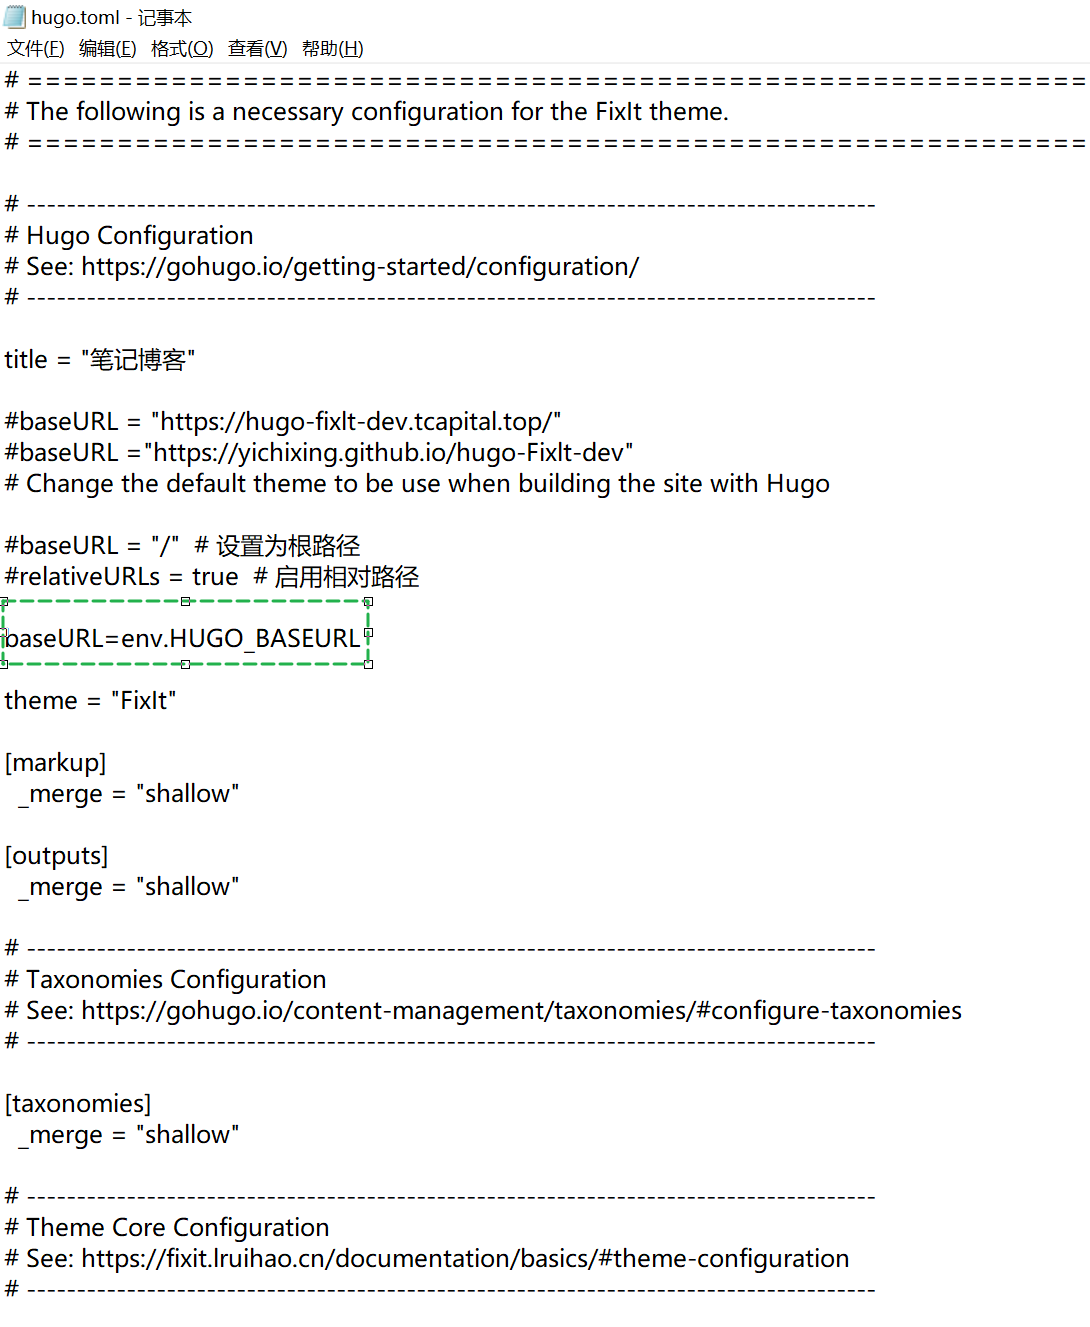 hugo.toml - 记事本
文件(F) 编辑(E) 格式(O) 查看(V) 帮助(H)
# ===========================================================
# The following is a necessary configuration for the FixIt theme.
# ===========================================================
# -------------------------------------------------------------------------------------
# Hugo Configuration
# See: https://gohugo.io/getting-started/configuration/
# -------------------------------------------------------------------------------------
title = "笔记博客"
#baseURL = "https://hugo-fixIt-dev.tcapital.top/"
#baseURL ="https://yichixing.github.io/hugo-FixIt-dev"
# Change the default theme to be use when building the site with Hugo
#baseURL = "/"  # 设置为根路径
#relativeURLs = true  # 启用相对路径
baseURL=env.HUGO_BASEURL
theme = "FixIt"
[markup]
  _merge = "shallow"
[outputs]
  _merge = "shallow"
# -------------------------------------------------------------------------------------
# Taxonomies Configuration
# See: https://gohugo.io/content-management/taxonomies/#configure-taxonomies
# -------------------------------------------------------------------------------------
[taxonomies]
  _merge = "shallow"
# -------------------------------------------------------------------------------------
# Theme Core Configuration
# See: https://fixit.lruihao.cn/documentation/basics/#theme-configuration
# -------------------------------------------------------------------------------------